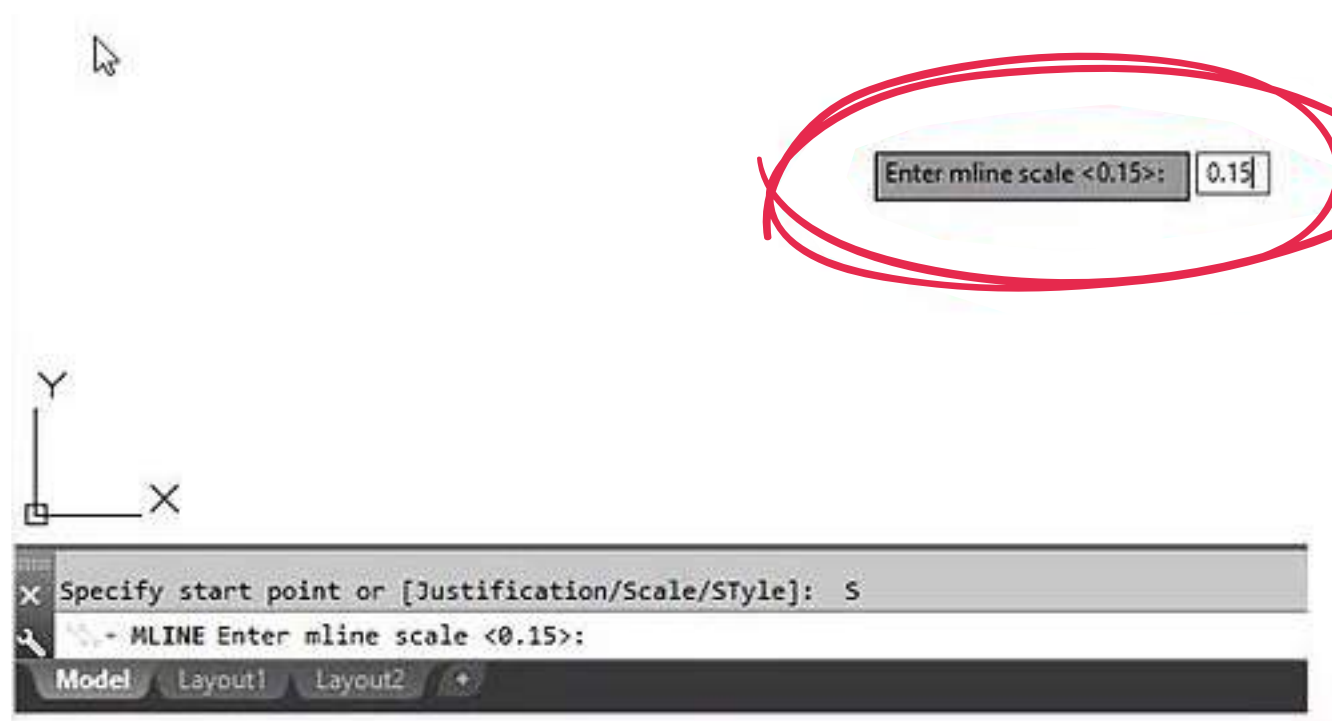 Enter mline scale <0.15>: 0.15
Y
X
Specify start point or [Justification/Scale/STyle]: S
- MLINE Enter mline scale <0.15>:
Model Layout1 Layout2 +